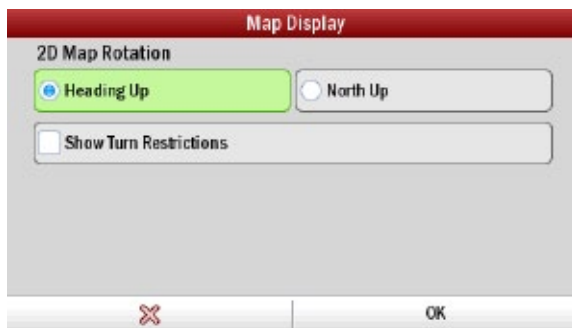 Map Display
2D Map Rotation
Heading Up
North Up
Show Turn Restrictions
OK